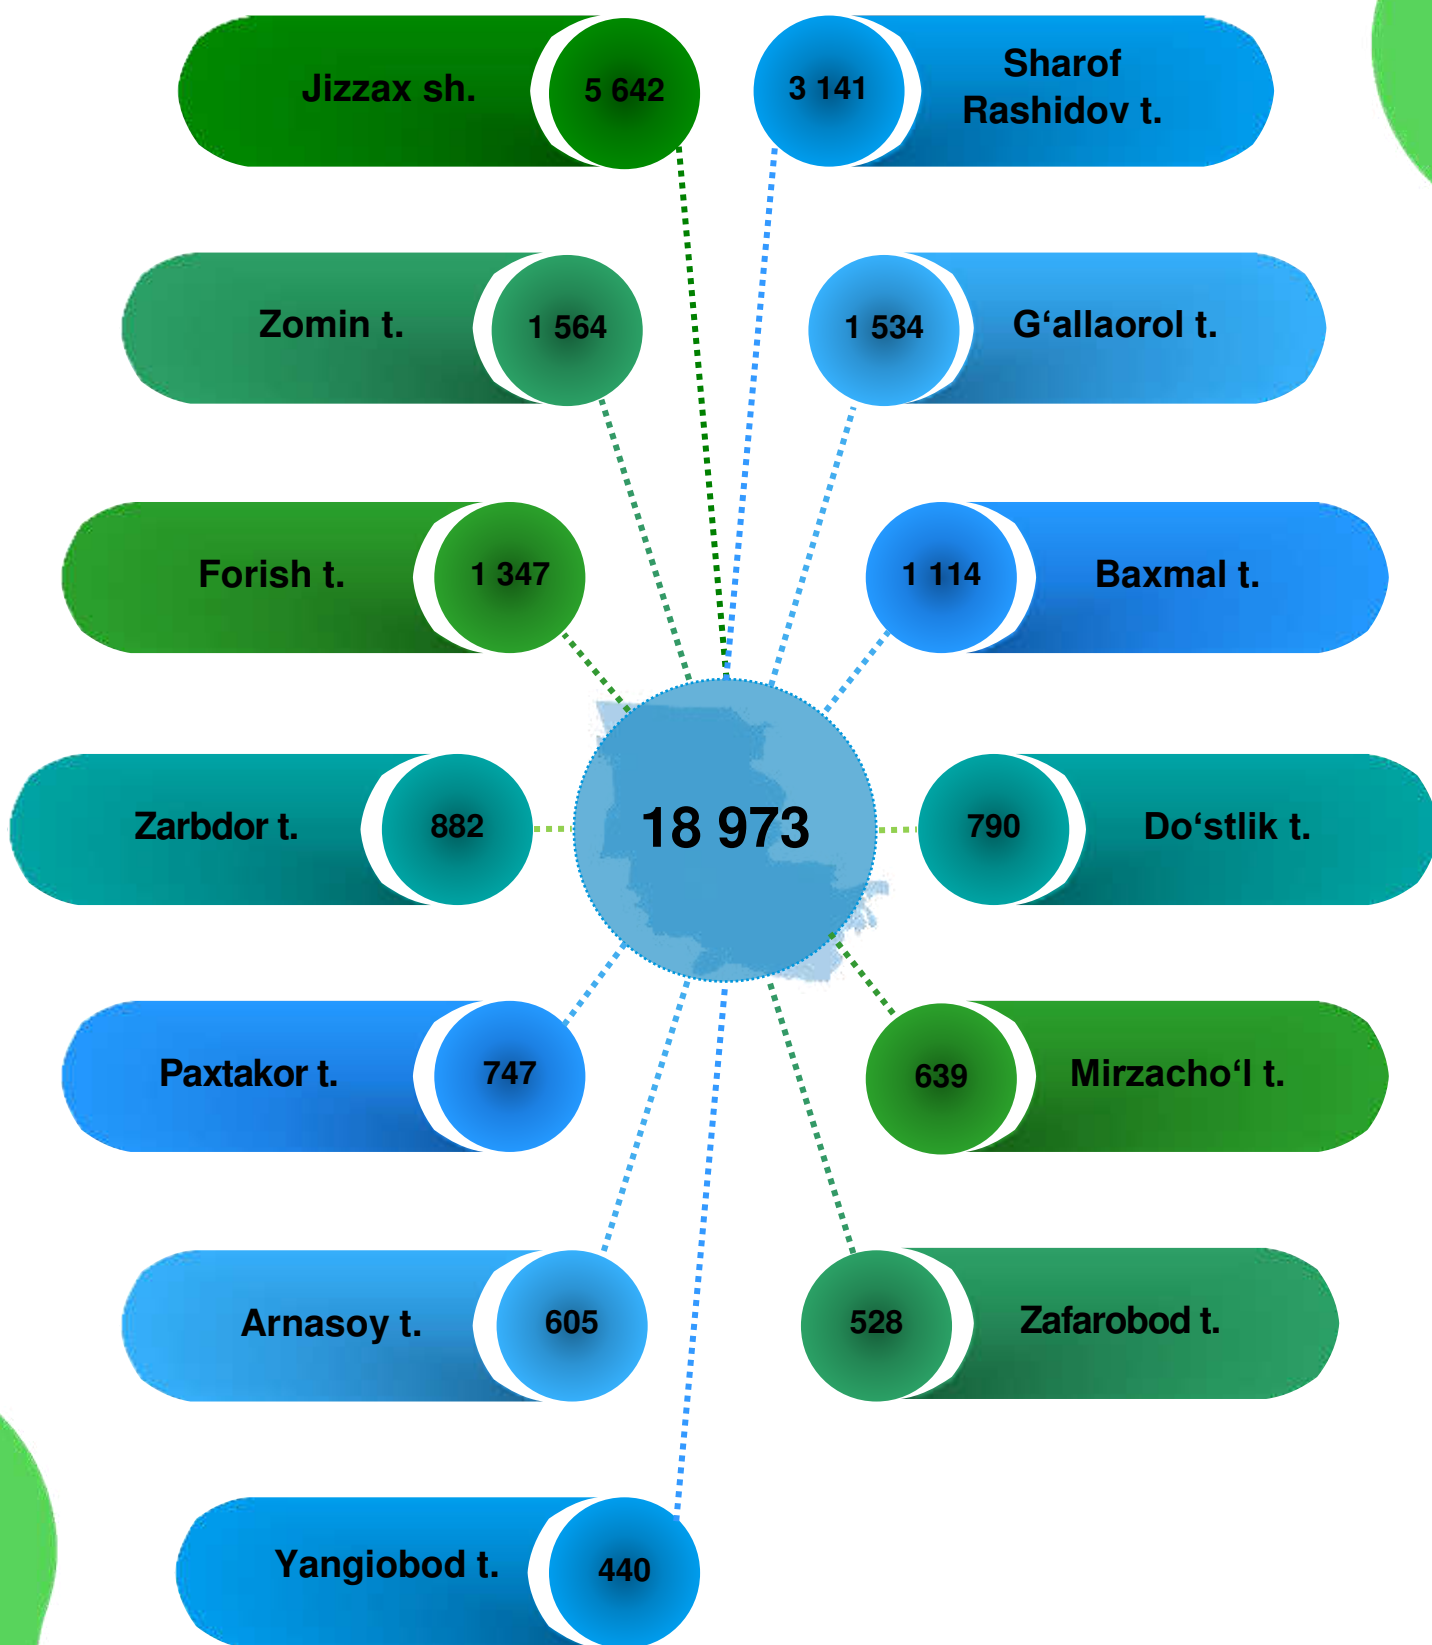 Jizzax sh.
5 642
3 141
Sharof
Rashidov t.
Zomin t.
1 564
1 534
G‘allaorol t.
Forish t.
1 347
1 114
Baxmal t.
Zarbdor t.
882
18 973
790
Do‘stlik t.
Paxtakor t.
747
639
Mirzacho‘l t.
Arnasoy t.
605
528
Zafarobod t.
Yangiobod t.
440